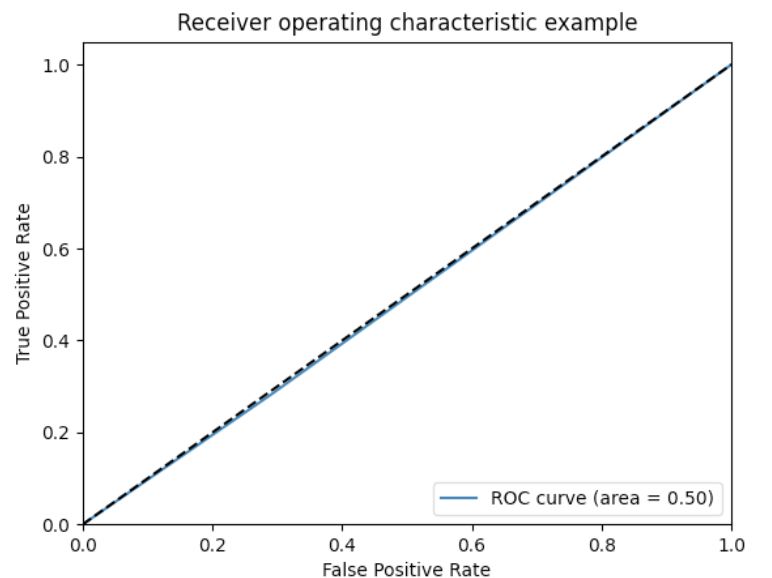 Receiver operating characteristic example
1.0
0.8
0.6
0.4
0.2
0.0
True Positive Rate
ROC curve (area = 0.50)
0.0 0.2 0.4 0.6 0.8 1.0
False Positive Rate